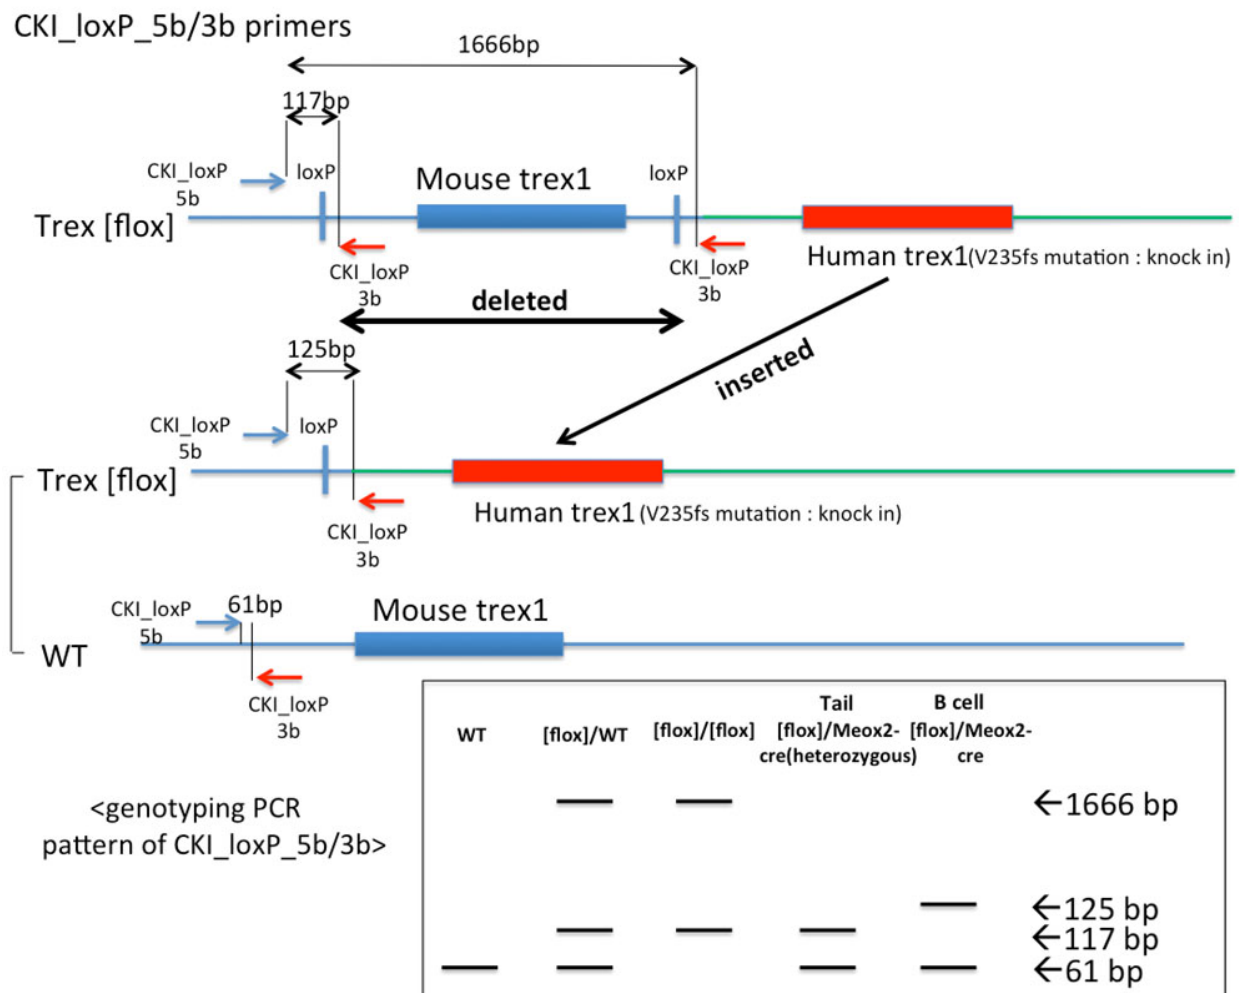 CKI_loxP_5b/3b primers
1666bp
117bp
CKI_loxP
5b
loxP
Mouse trex1
loxP
Trex [flox]
CKI_loxP
3b
CKI_loxP
3b
Human trex1(V235fs mutation : knock in)
deleted
125bp
inserted
CKI_loxP
5b
loxP
Trex [flox]
Human trex1 (V235fs mutation : knock in)
CKI_loxP
3b
CKI_loxP
5b
61bp
Mouse trex1
WT
CKI_loxP
3b
Tail
B cell
WT
[flox]/WT
[flox]/[flox]
[flox]/Meox2-
cre(heterozygous)
[flox]/Meox2-
cre
<genotyping PCR
pattern of CKI_loxP_5b/3b>
←1666 bp
←125 bp
←117 bp
←61 bp